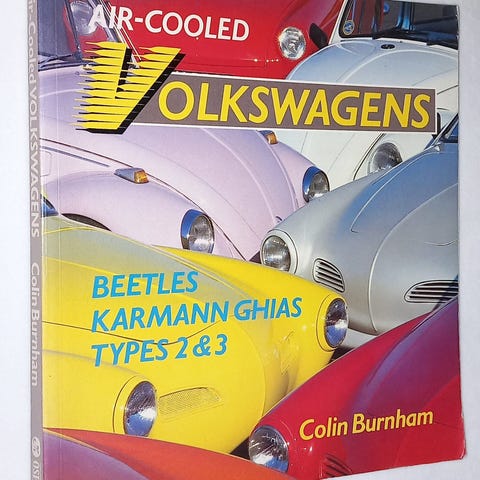 AIR-COOLED
VOLKSWAGENS
BEETLES
KARMANN GHIAS
TYPES 2 & 3
Colin Burnham
Air-Cooled VOLKSWAGENS
Colin Burnham